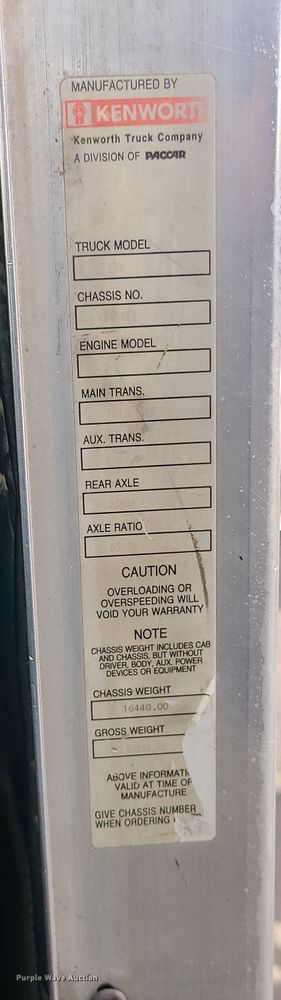 MANUFACTURED BY
KENWORTH
Kenworth Truck Company
A DIVISION OF PACCAR
TRUCK MODEL
CHASSIS NO.
ENGINE MODEL
MAIN TRANS.
AUX. TRANS.
REAR AXLE
AXLE RATIO
CAUTION
OVERLOADING OR
OVERSPEEDING WILL
VOID YOUR WARRANTY
NOTE
CHASSIS WEIGHT INCLUDES CAB
AND CHASSIS, BUT WITHOUT
DRIVER, BODY, AUX. POWER
DEVICES OR EQUIPMENT
CHASSIS WEIGHT
16440.00
GROSS WEIGHT
ABOVE INFORMATI
VALID AT TIME OF
MANUFACTURE
GIVE CHASSIS NUMBER
WHEN ORDERING
Purple Wave Auction